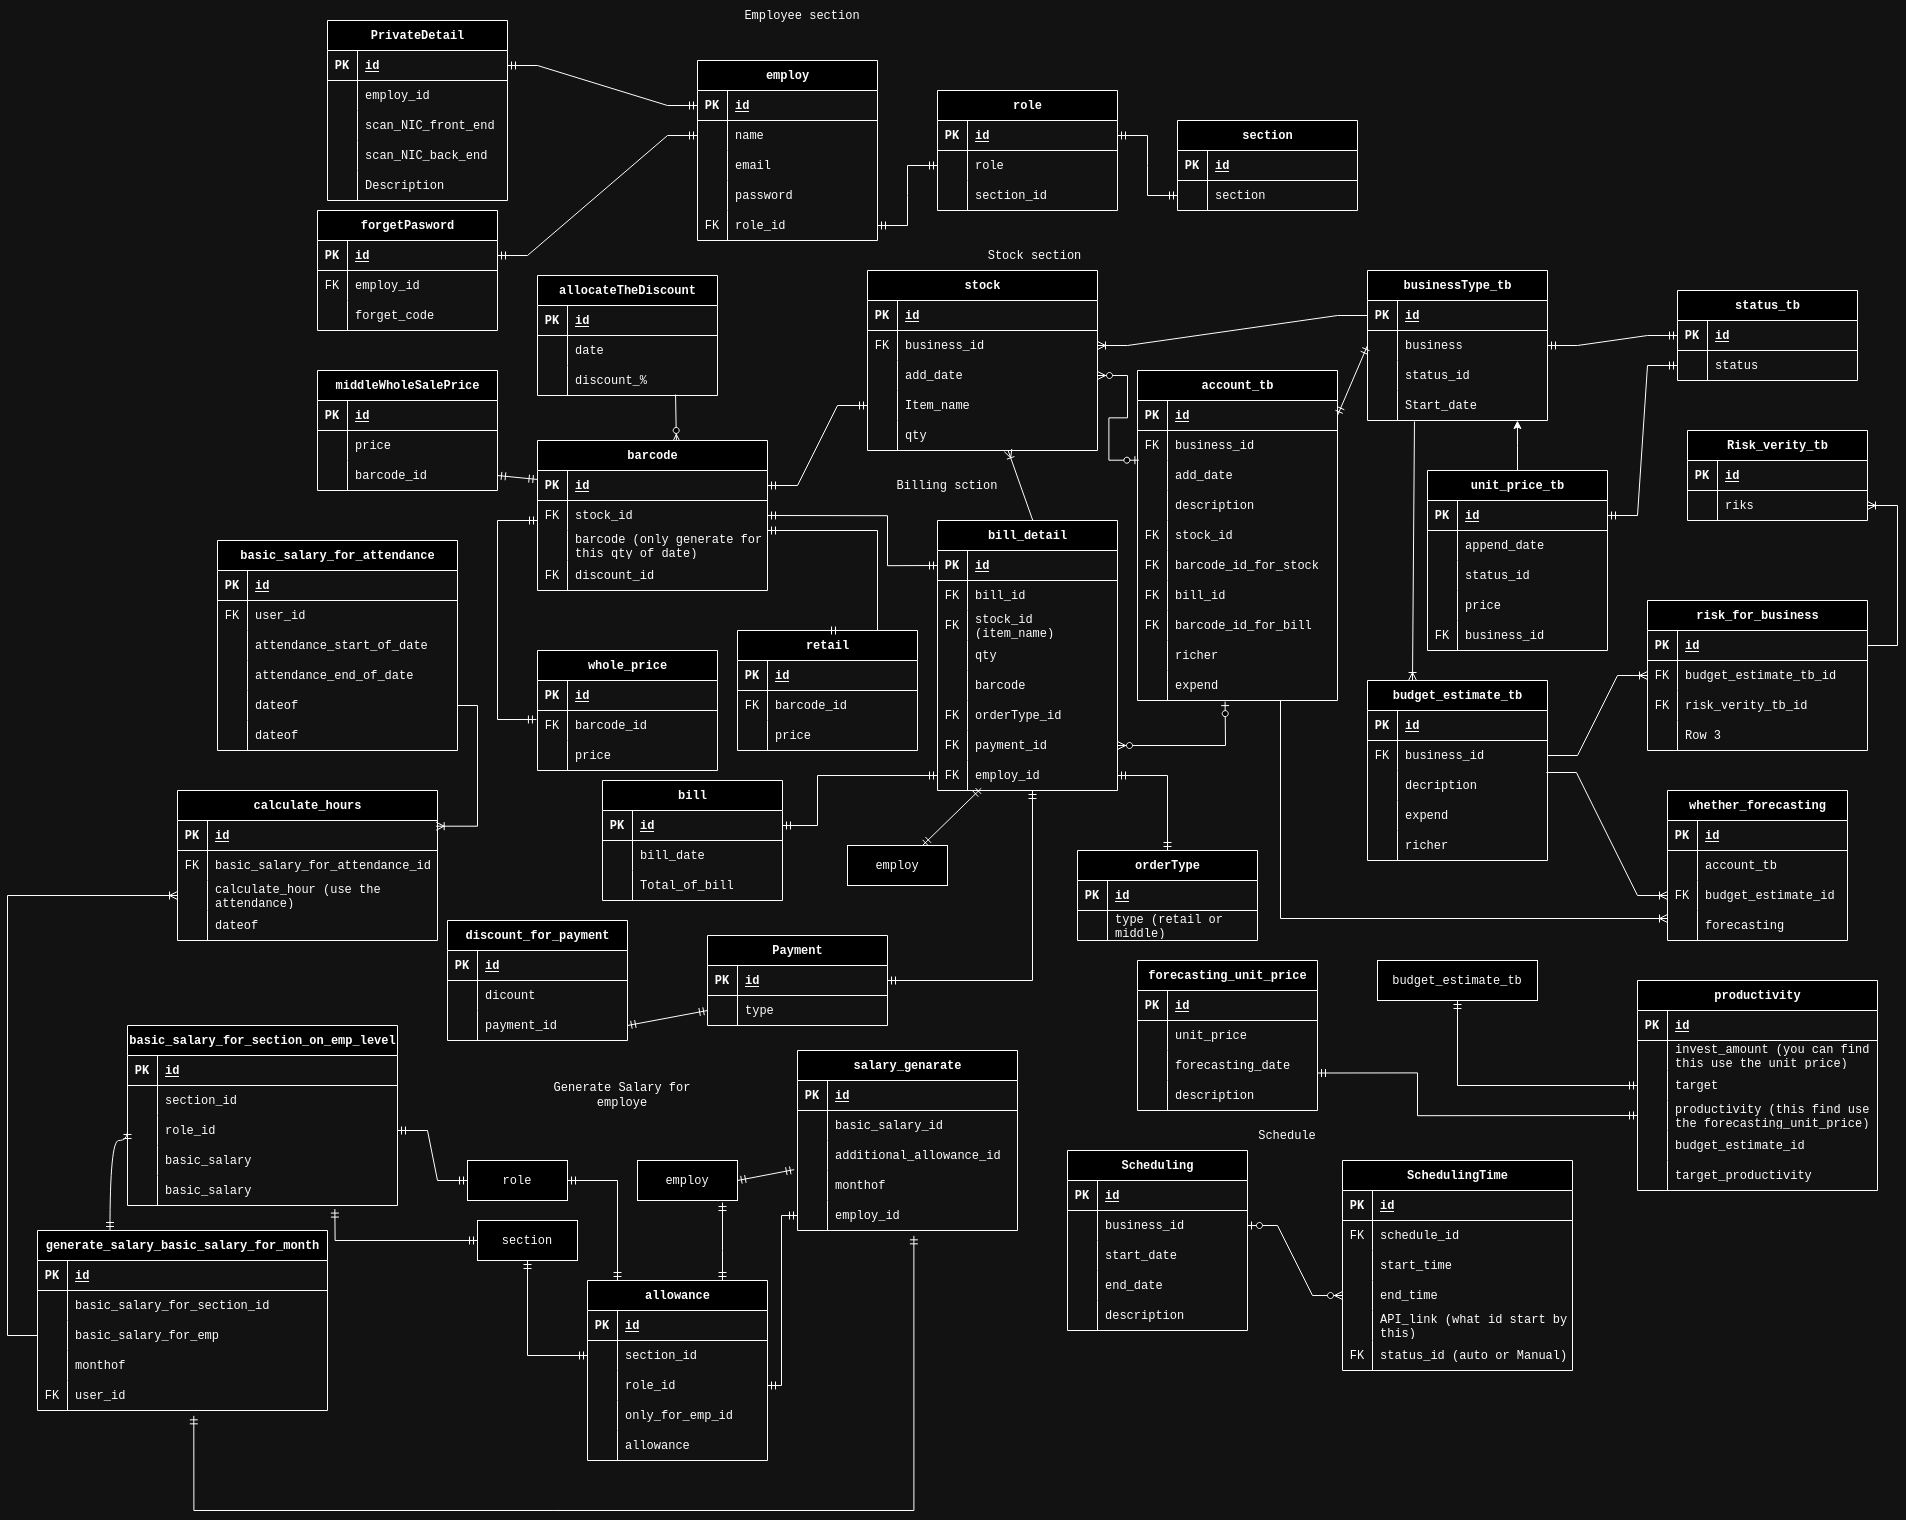 Employee section
PrivateDetail
PK id
employ_id
scan_NIC_front_end
scan_NIC_back_end
Description
employ
PK id
name
email
password
FK role_id
role
PK id
role
section_id
section
PK id
section
forgetPasword
PK id
FK employ_id
forget_code
Stock section
allocateTheDiscount
PK id
date
discount_%
stock
PK id
FK business_id
add_date
Item_name
qty
businessType_tb
PK id
business
status_id
Start_date
status_tb
PK id
status
middleWholeSalePrice
PK id
price
barcode_id
account_tb
PK id
FK business_id
add_date
description
FK stock_id
FK barcode_id_for_stock
FK bill_id
FK barcode_id_for_bill
richer
expend
barcode
PK id
FK stock_id
barcode (only generate for
this qty of date)
FK discount_id
Billing sction
Risk_verity_tb
PK id
riks
unit_price_tb
PK id
append_date
status_id
price
FK business_id
bill_detail
PK id
FK bill_id
FK stock_id
(item_name)
qty
barcode
FK orderType_id
FK payment_id
FK employ_id
basic_salary_for_attendance
PK id
FK user_id
attendance_start_of_date
attendance_end_of_date
dateof
dateof
risk_for_business
PK id
FK budget_estimate_tb_id
FK risk_verity_tb_id
Row 3
retail
PK id
FK barcode_id
price
whole_price
PK id
FK barcode_id
price
budget_estimate_tb
PK id
FK business_id
decription
expend
richer
bill
PK id
bill_date
Total_of_bill
calculate_hours
PK id
FK basic_salary_for_attendance_id
calculate_hour (use the
attendance)
dateof
whether_forecasting
PK id
account_tb
FK budget_estimate_id
forecasting
employ
orderType
PK id
type (retail or
middle)
discount_for_payment
PK id
dicount
payment_id
Payment
PK id
type
forecasting_unit_price
PK id
unit_price
forecasting_date
description
budget_estimate_tb
productivity
PK id
invest_amount (you can find
this use the unit price)
target
productivity (this find use
the forecasting_unit_price)
budget_estimate_id
target_productivity
basic_salary_for_section_on_emp_level
PK id
section_id
role_id
basic_salary
basic_salary
Generate Salary for
employe
salary_genarate
PK id
basic_salary_id
additional_allowance_id
monthof
employ_id
Schedule
Scheduling
PK id
business_id
start_date
end_date
description
SchedulingTime
PK id
FK schedule_id
start_time
end_time
API_link (what id start by
this)
FK status_id (auto or Manual)
role
employ
section
generate_salary_basic_salary_for_month
PK id
basic_salary_for_section_id
basic_salary_for_emp
monthof
FK user_id
allowance
PK id
section_id
role_id
only_for_emp_id
allowance